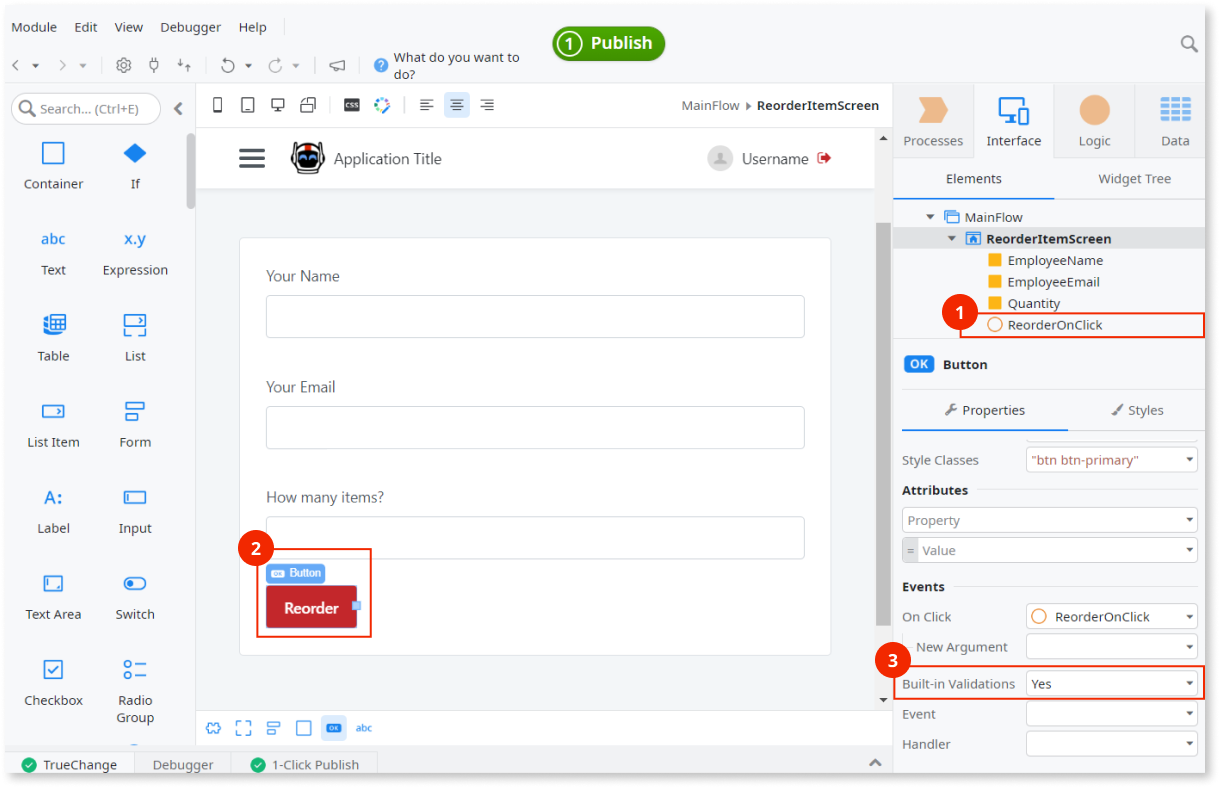 Module Edit View Debugger Help
1 Publish
What do you want to
do?
Search... (Ctrl+E)
css
MainFlow ReorderItemScreen
Processes Interface Logic Data
Container If
abc x.y
Text Expression
Table List
List Item Form
A:
Label Input
Text Area Switch
Checkbox Radio
Group
Application Title Username
Your Name
Your Email
How many items?
2
OK Button
Reorder
OK abc
Elements Widget Tree
MainFlow
ReorderItemScreen
EmployeeName
EmployeeEmail
Quantity
1
ReorderOnClick
OK Button
Properties Styles
Style Classes "btn btn-primary"
Attributes
Property
= Value
Events
On Click ReorderOnClick
New Argument
3
Built-in Validations Yes
Event
Handler
TrueChange Debugger 1-Click Publish